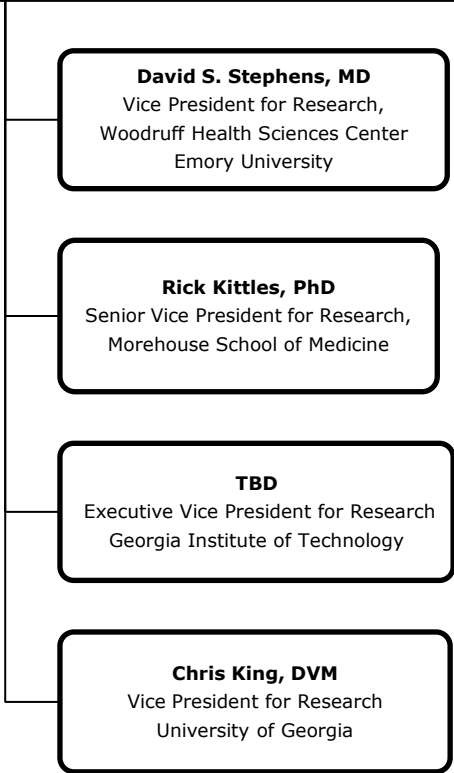 David S. Stephens, MD
Vice President for Research,
Woodruff Health Sciences Center
Emory University
Rick Kittles, PhD
Senior Vice President for Research,
Morehouse School of Medicine
TBD
Executive Vice President for Research
Georgia Institute of Technology
Chris King, DVM
Vice President for Research
University of Georgia